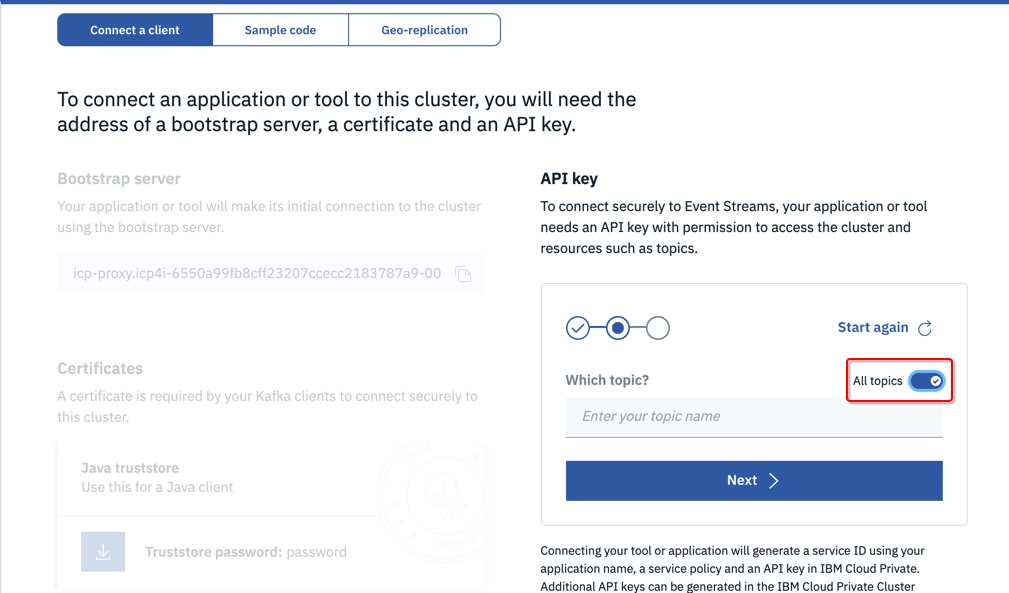 Connect a client
Sample code
Geo-replication
To connect an application or tool to this cluster, you will need the
address of a bootstrap server, a certificate and an API key.
Bootstrap server
Your application or tool will make its initial connection to the cluster
using the bootstrap server.
icp-proxy.icp4i-6550a99fb8cff23207ccecc2183787a9-00
Certificates
A certificate is required by your Kafka clients to connect securely to
this cluster.
Java truststore
Use this for a Java client
Truststore password: password
API key
To connect securely to Event Streams, your application or tool
needs an API key with permission to access the cluster and
resources such as topics.
Start again
Which topic?
All topics
Enter your topic name
Next
Connecting your tool or application will generate a service ID using your
application name, a service policy and an API key in IBM Cloud Private.
Additional API keys can be generated in the IBM Cloud Private Cluster